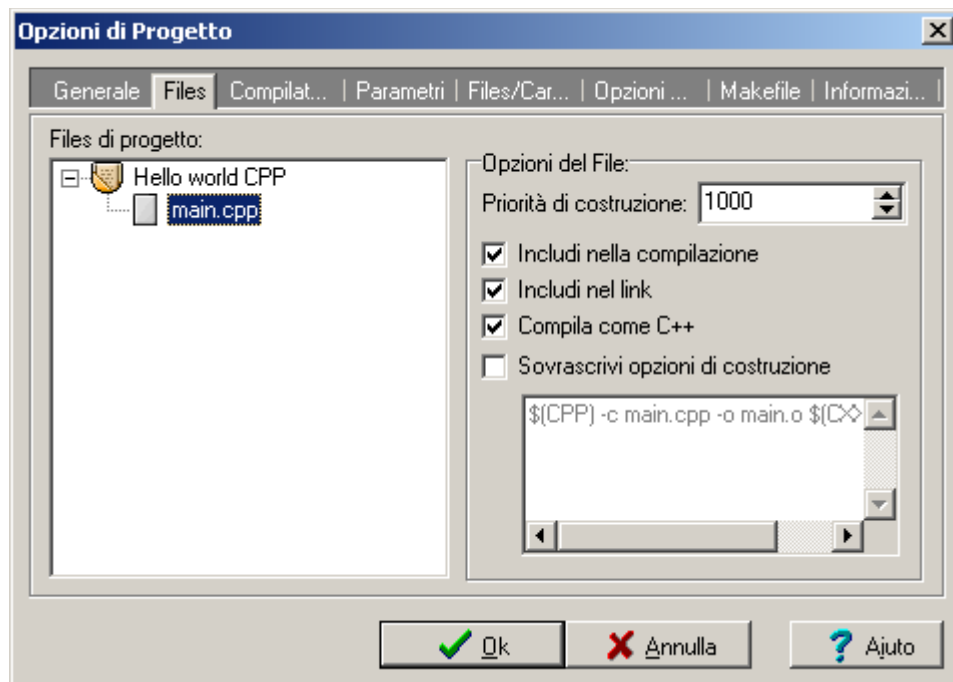 Opzioni di Progetto
Generale Files Compilat... | Parametri | Files/Car... | Opzioni ... | Makefile | Informazi... |
Files di progetto:
Hello world CPP
main.cpp
Opzioni del File:
Priorità di costruzione: 1000
Includi nella compilazione
Includi nel link
Compila come C++
Sovrascrivi opzioni di costruzione
$(CPP) -c main.cpp -o main.o $(CX
Ok Annulla Aiuto